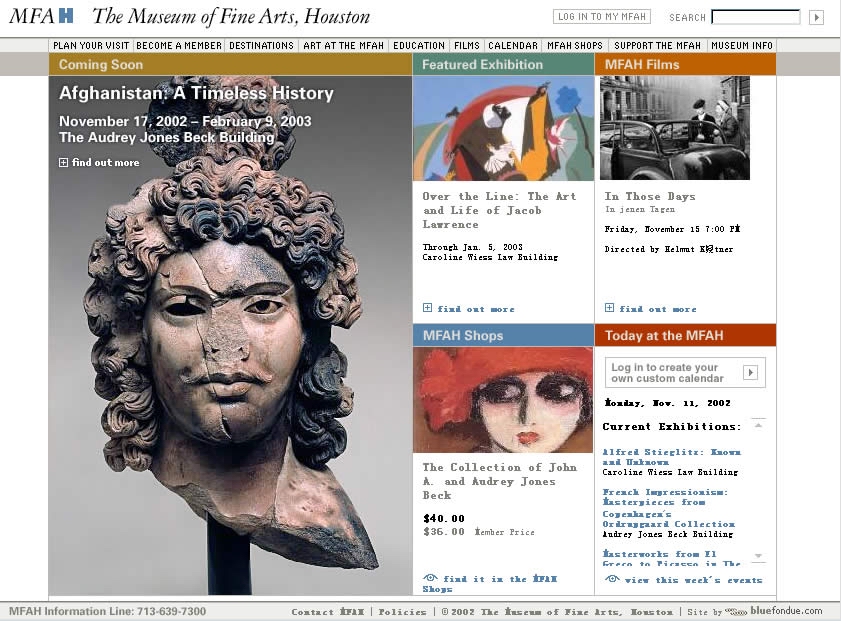 MFAH The Museum of Fine Arts, Houston
LOG IN TO MY MFAH SEARCH
PLAN YOUR VISIT BECOME A MEMBER DESTINATIONS ART AT THE MFAH EDUCATION FILMS CALENDAR MFAH SHOPS SUPPORT THE MFAH MUSEUM INFO
Coming Soon
Afghanistan: A Timeless History
November 17, 2002 – February 9, 2003
The Audrey Jones Beck Building
find out more
Featured Exhibition
Over the Line: The Art
and Life of Jacob
Lawrence
Through Jan. 5, 2003
Caroline Wiess Law Building
find out more
MFAH Films
In Those Days
In jenen Tagen
Friday, November 15 7:00 PM
Directed by Helmut
find out more
MFAH Shops
The Collection of John
A. and Audrey Jones
Beck
$40.00
$36.00 Member Price
find it in the MFAH
Shops
Today at the MFAH
Log in to create your
own custom calendar
Monday, Nov. 11, 2002
Current Exhibitions:
Alfred Stieglitz: Known
and Unknown
Caroline Wiess Law Building
French Impressionism:
Masterpieces from
Copenhagen's
Ordrupgaard Collection
Audrey Jones Beck Building
Masterworks from El
Greco to Picasso in The
view this week's events
MFAH Information Line: 713-639-7300
Contact MFAH | Policies | © 2002 The Museum of Fine Arts, Houston | Site by bluefondue.com